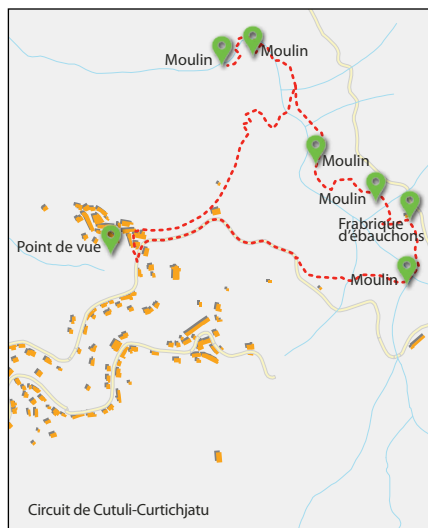 Moulin
Moulin
Moulin
Moulin
Frabrique
d'ébauchons
Point de vue
Moulin
Circuit de Cutuli-Curtichjatu